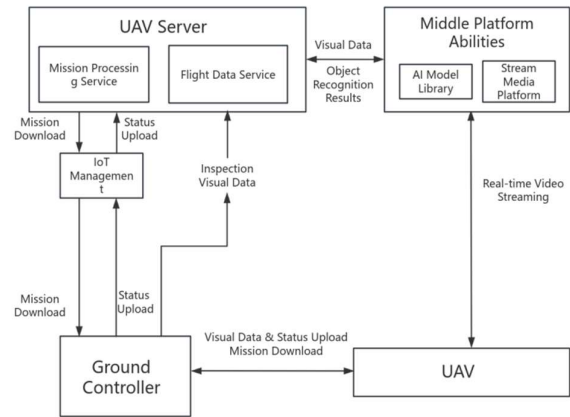 UAV Server
Mission Processin
g Service
Flight Data Service
Visual Data
Object
Recognition
Results
Middle Platform
Abilities
AI Model
Library
Stream
Media
Platform
Mission
Download
Status
Upload
IoT
Managemen
t
Inspection
Visual Data
Real-time Video
Streaming
Mission
Download
Status
Upload
Visual Data & Status Upload
Mission Download
Ground
Controller
UAV